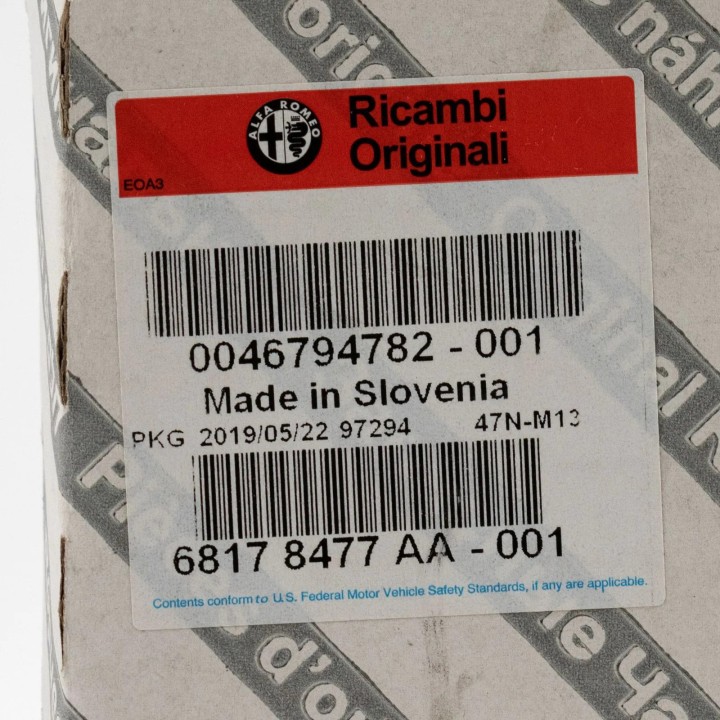 ALFA ROMEO
Ricambi
Originali
EOA3
0046794782 - 001
Made in Slovenia
PKG 2019/05/22 97294 47N-M13
6817 8477 AA - 001
Contents conform to U.S. Federal Motor Vehicle Safety Standards, if any are applicable.